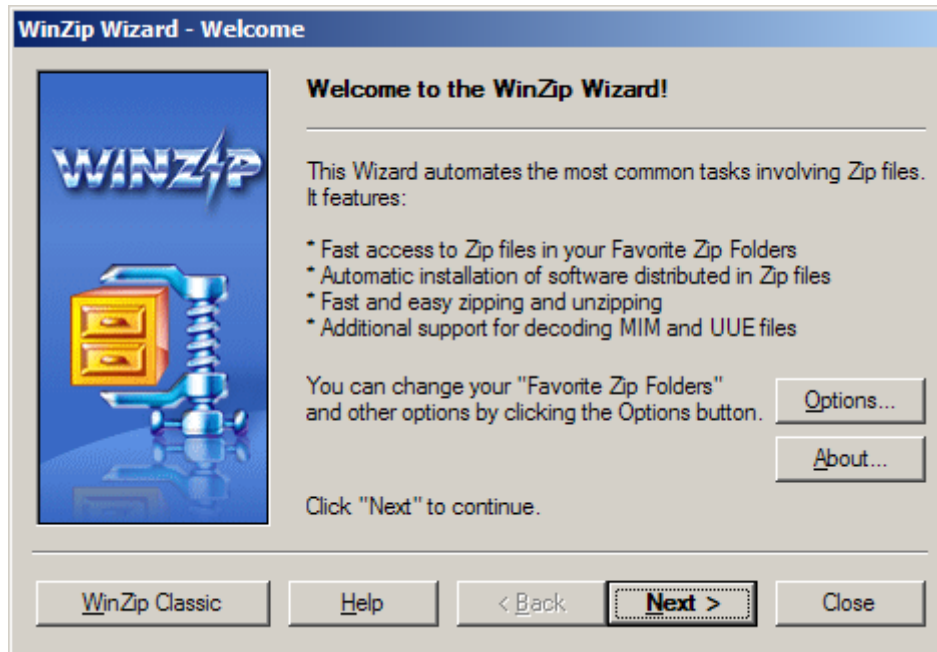 WinZip Wizard - Welcome
WINZIP
Welcome to the WinZip Wizard!
This Wizard automates the most common tasks involving Zip files.
It features:
* Fast access to Zip files in your Favorite Zip Folders
* Automatic installation of software distributed in Zip files
* Fast and easy zipping and unzipping
* Additional support for decoding MIM and UUE files
You can change your "Favorite Zip Folders"
and other options by clicking the Options button.
Options...
About...
Click "Next" to continue.
WinZip Classic
Help
< Back
Next >
Close